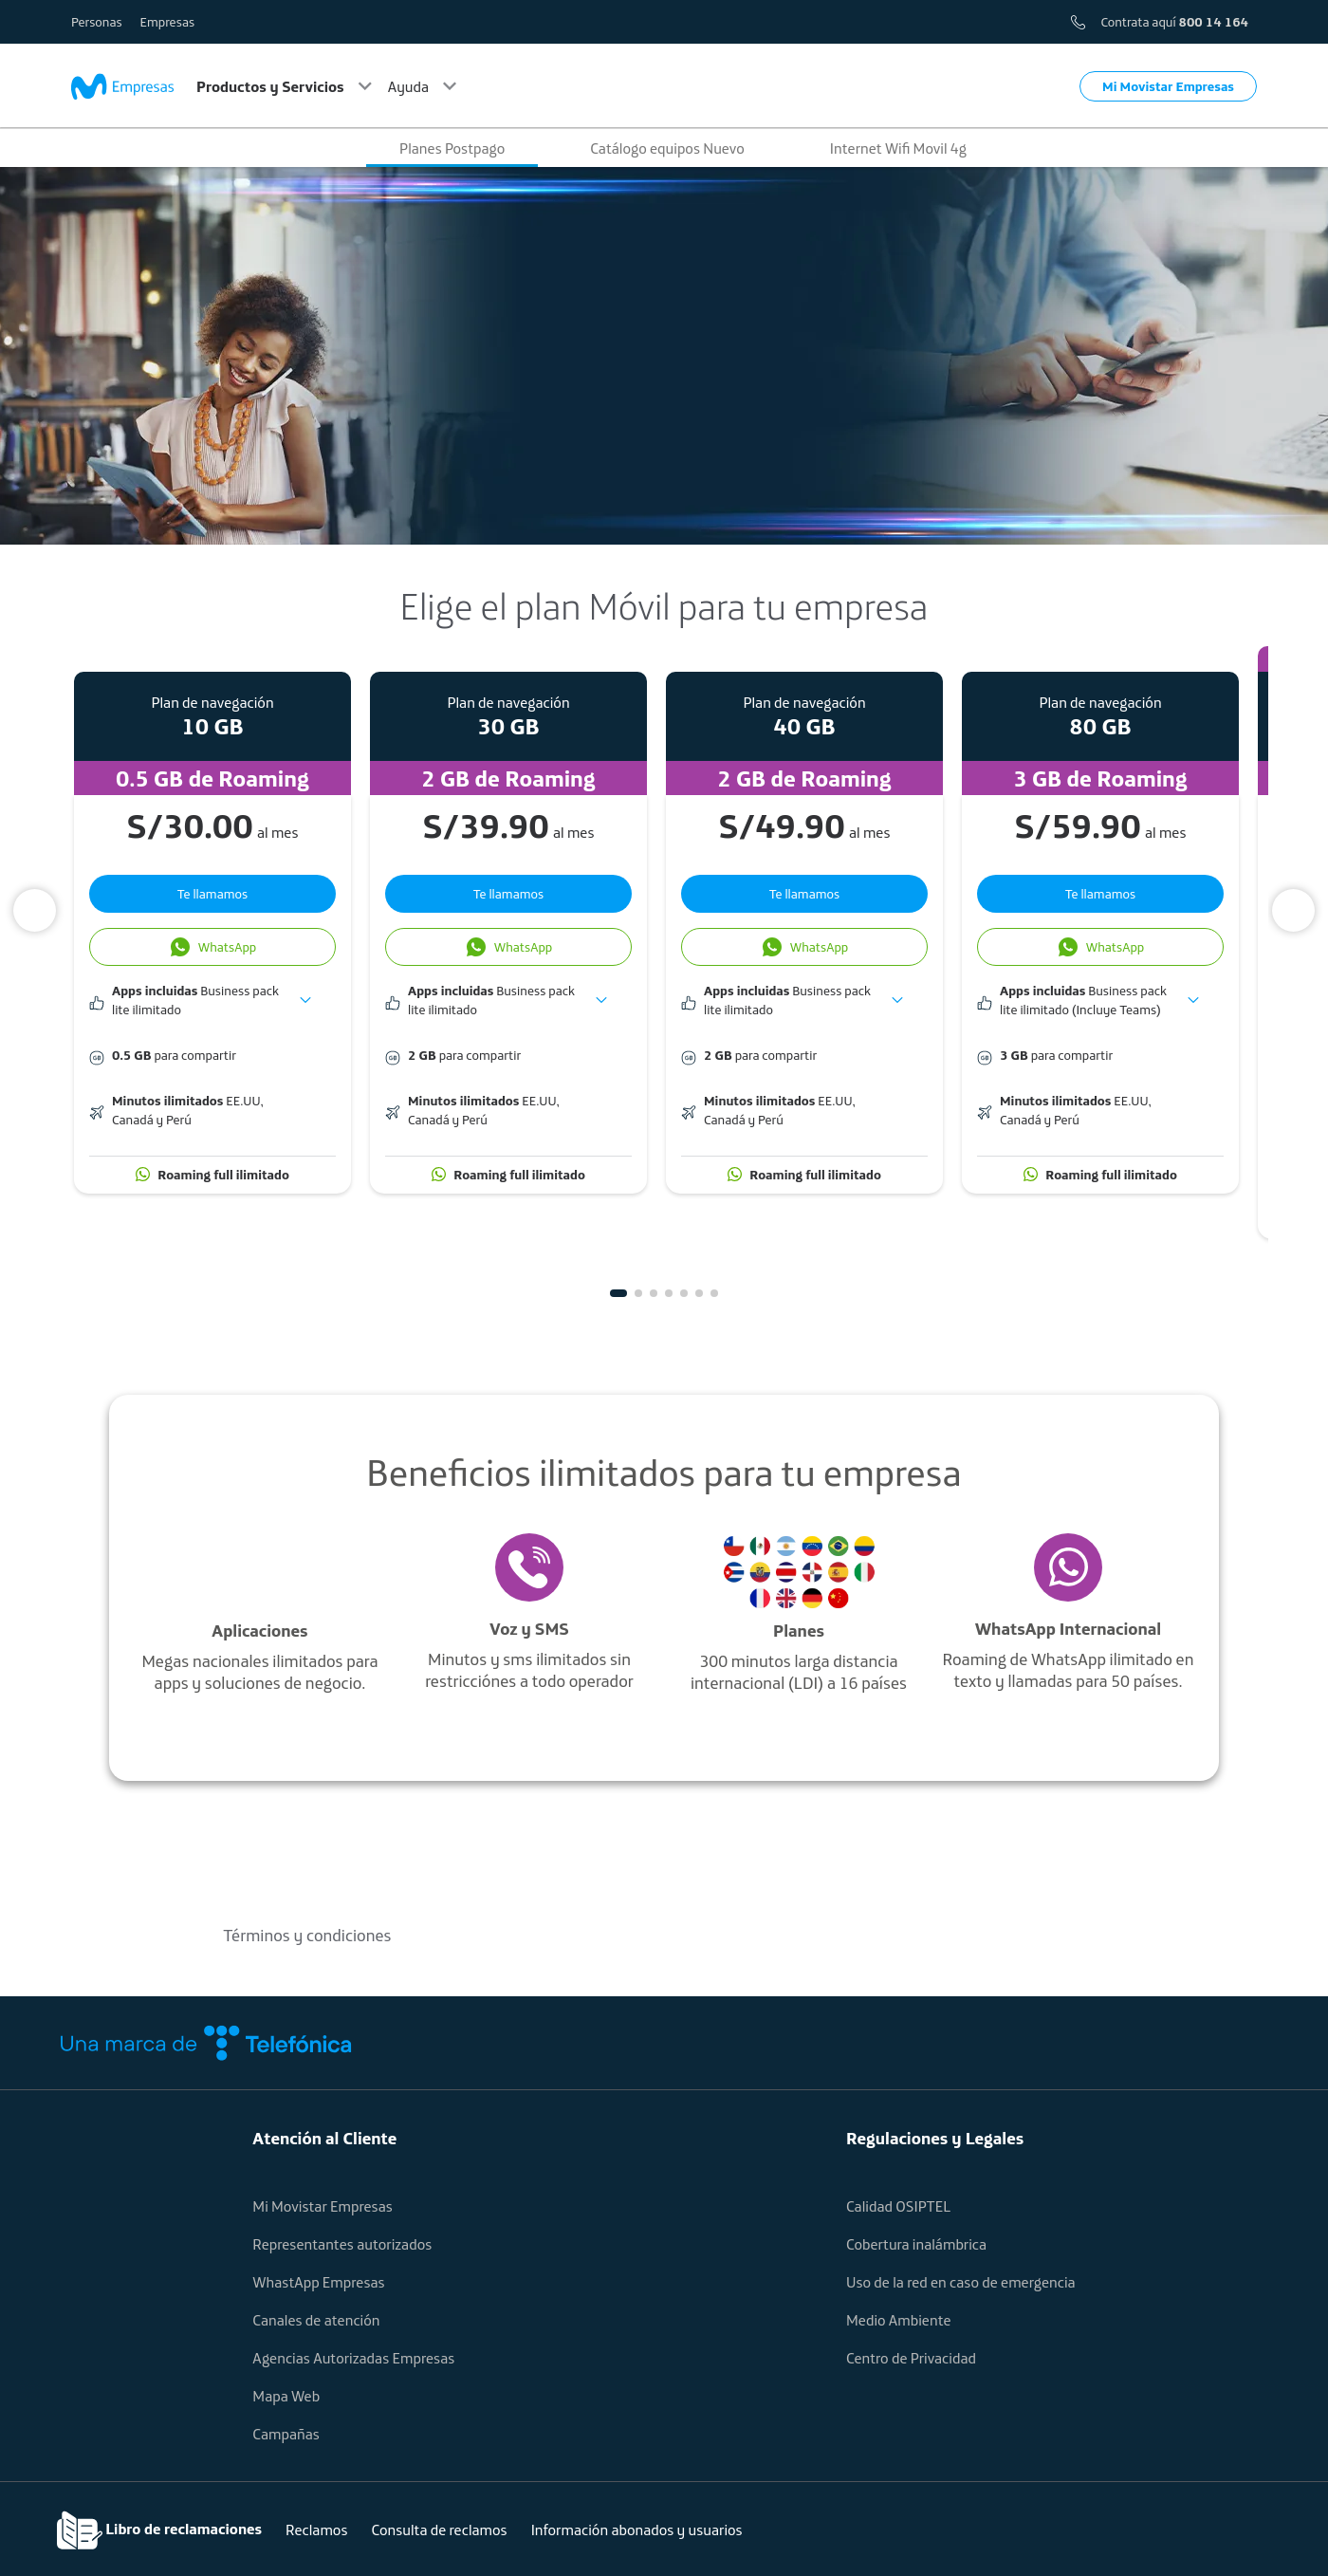 Personas Empresas
Contrata aquí 800 14 164
Empresas Productos y Servicios Ayuda
Mi Movistar Empresas
Planes Postpago Catálogo equipos Nuevo Internet Wifi Movil 4g
Elige el plan Móvil para tu empresa
Plan de navegación
10 GB
0.5 GB de Roaming
S/30.00 al mes
Te llamamos
WhatsApp
Apps incluidas Business pack
lite ilimitado
GB 0.5 GB para compartir
Minutos ilimitados EE.UU,
Canadá y Perú
Roaming full ilimitado
Plan de navegación
30 GB
2 GB de Roaming
S/39.90 al mes
Te llamamos
WhatsApp
Apps incluidas Business pack
lite ilimitado
GB 2 GB para compartir
Minutos ilimitados EE.UU,
Canadá y Perú
Roaming full ilimitado
Plan de navegación
40 GB
2 GB de Roaming
S/49.90 al mes
Te llamamos
WhatsApp
Apps incluidas Business pack
lite ilimitado
GB 2 GB para compartir
Minutos ilimitados EE.UU,
Canadá y Perú
Roaming full ilimitado
Plan de navegación
80 GB
3 GB de Roaming
S/59.90 al mes
Te llamamos
WhatsApp
Apps incluidas Business pack
lite ilimitado (Incluye Teams)
GB 3 GB para compartir
Minutos ilimitados EE.UU,
Canadá y Perú
Roaming full ilimitado
Beneficios ilimitados para tu empresa
Aplicaciones
Megas nacionales ilimitados para
apps y soluciones de negocio.
Voz y SMS
Minutos y sms ilimitados sin
restricciónes a todo operador
Planes
300 minutos larga distancia
internacional (LDI) a 16 países
WhatsApp Internacional
Roaming de WhatsApp ilimitado en
texto y llamadas para 50 países.
Términos y condiciones
Una marca de Telefónica
Atención al Cliente
Mi Movistar Empresas
Representantes autorizados
WhastApp Empresas
Canales de atención
Agencias Autorizadas Empresas
Mapa Web
Campañas
Regulaciones y Legales
Calidad OSIPTEL
Cobertura inalámbrica
Uso de la red en caso de emergencia
Medio Ambiente
Centro de Privacidad
Libro de reclamaciones Reclamos Consulta de reclamos Información abonados y usuarios